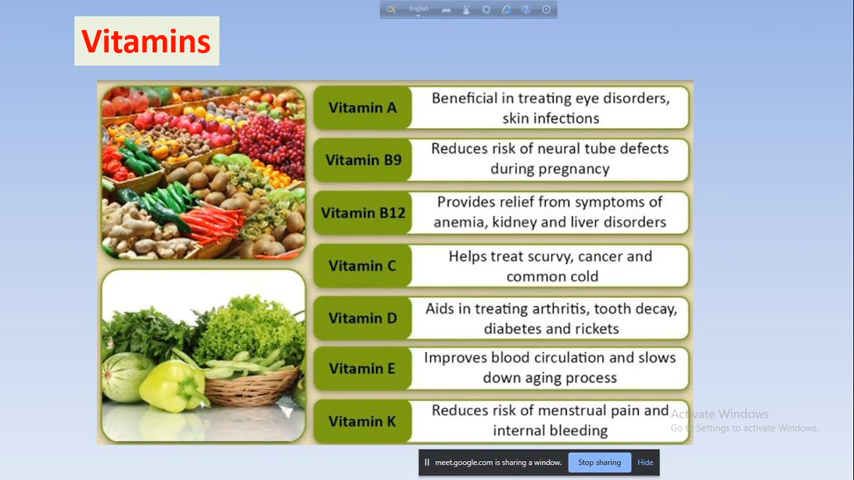 English
Vitamins
Vitamin A
Beneficial in treating eye disorders,
skin infections
Vitamin B9
Reduces risk of neural tube defects
during pregnancy
Vitamin B12
Provides relief from symptoms of
anemia, kidney and liver disorders
Vitamin C
Helps treat scurvy, cancer and
common cold
Vitamin D
Aids in treating arthritis, tooth decay,
diabetes and rickets
Vitamin E
Improves blood circulation and slows
down aging process
Vitamin K
Reduces risk of menstrual pain and
internal bleeding
Activate Windows
Go to Settings to activate Windows.
meet.google.com is sharing a window.
Stop sharing
Hide